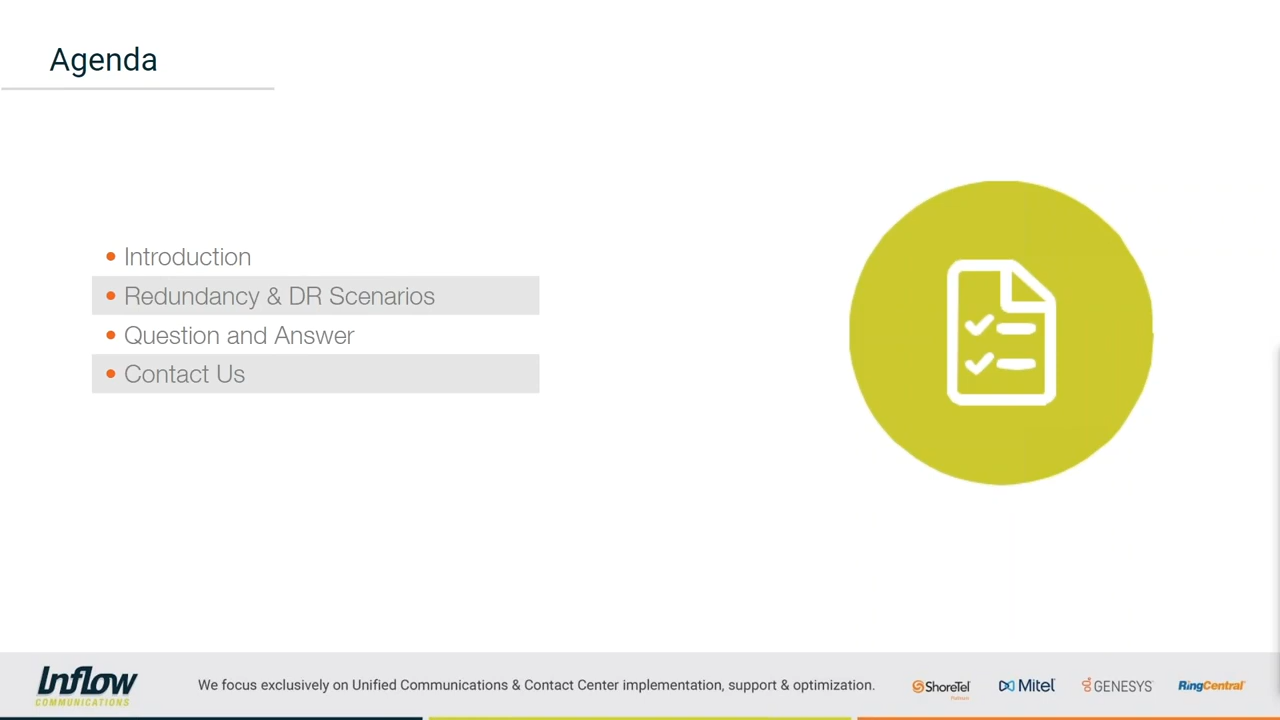 Agenda
• Introduction
• Redundancy & DR Scenarios
• Question and Answer
• Contact Us
Inflow
COMMUNICATIONS
We focus exclusively on Unified Communications & Contact Center implementation, support & optimization.
ShoreTel
Partners
Mitel
GENESYS
RingCentral